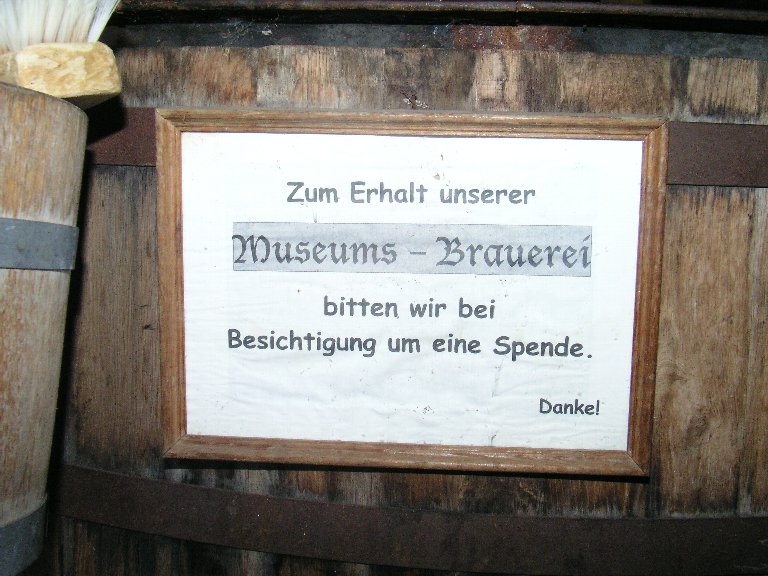 Zum Erhalt unserer
Museums - Brauerei
bitten wir bei
Besichtigung um eine Spende.
Danke!